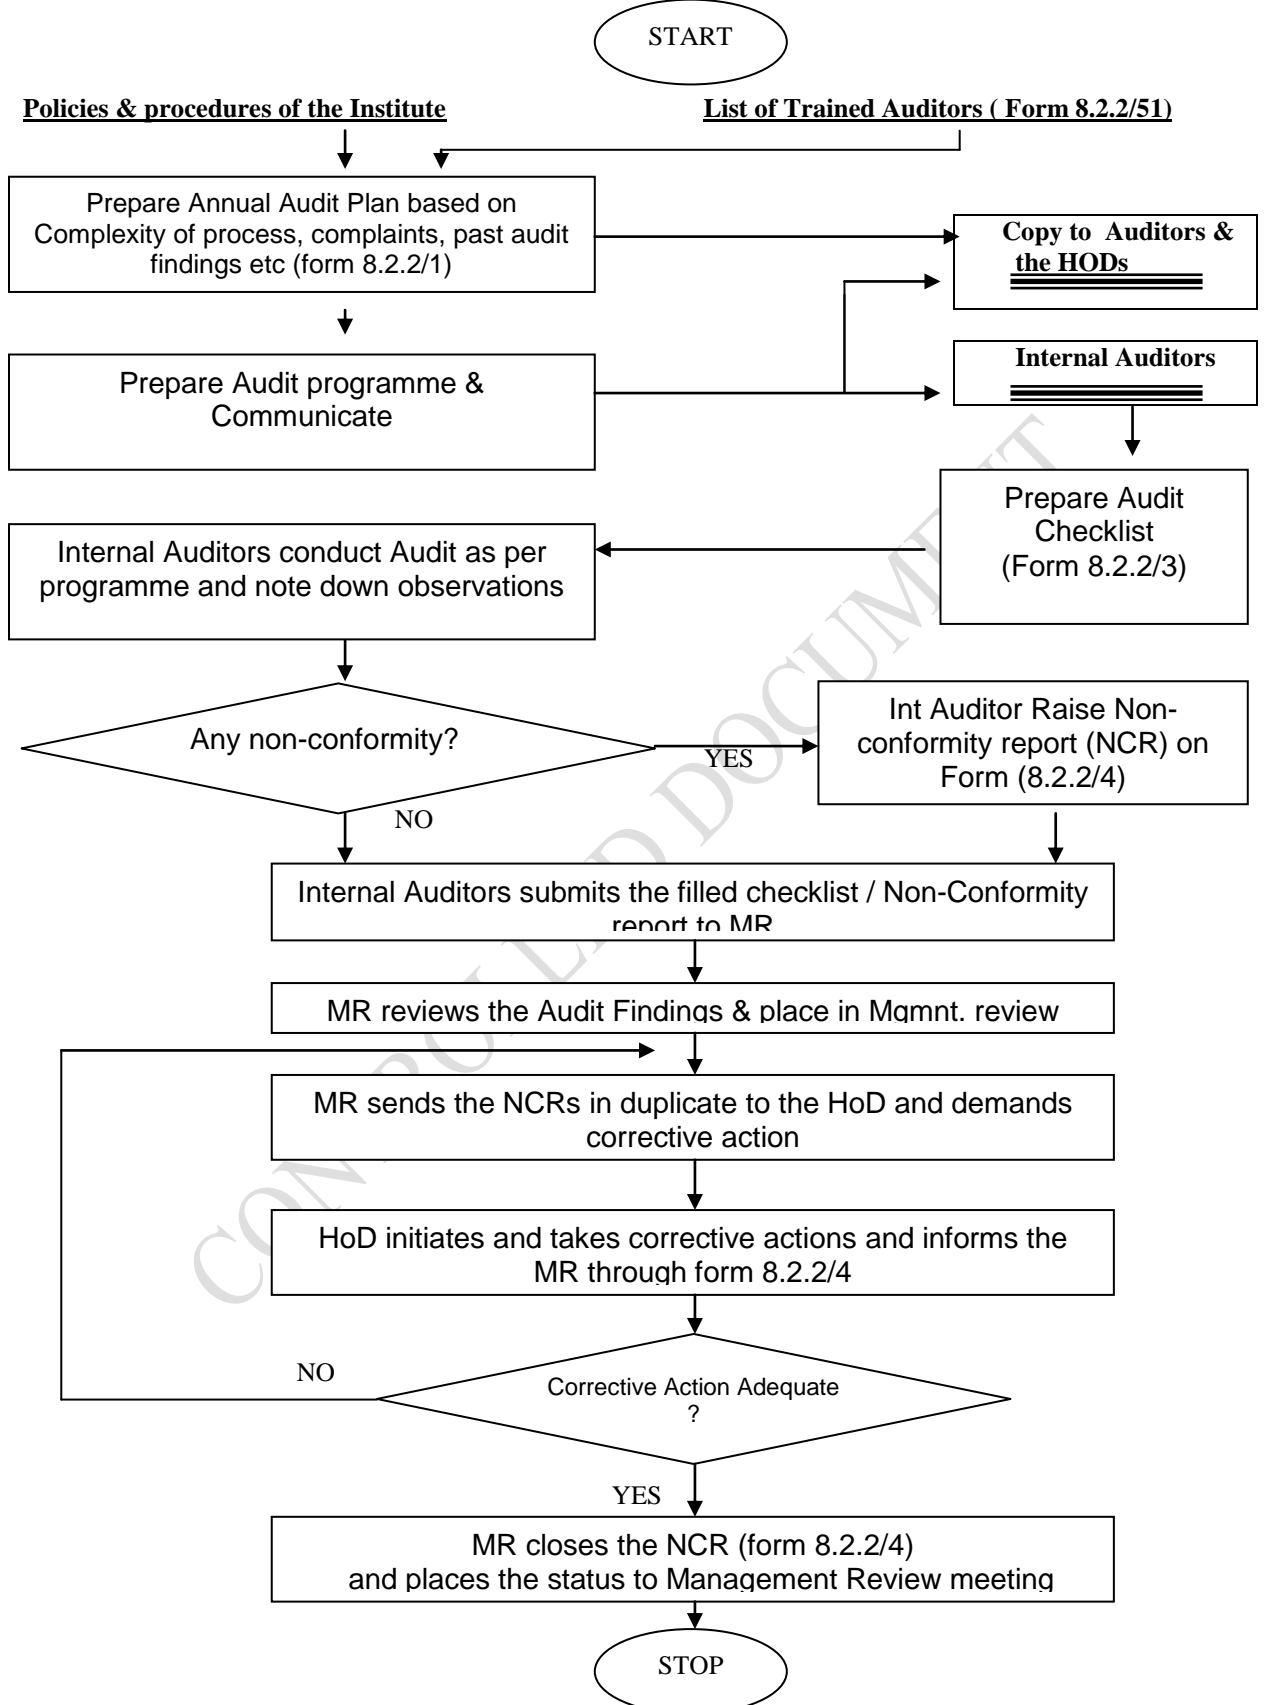 START
Policies & procedures of the Institute
List of Trained Auditors ( Form 8.2.2/51)
Prepare Annual Audit Plan based on
Complexity of process, complaints, past audit
findings etc (form 8.2.2/1)
Copy to Auditors &
the HODs
Prepare Audit programme &
Communicate
Internal Auditors
Prepare Audit
Checklist
(Form 8.2.2/3)
Internal Auditors conduct Audit as per
programme and note down observations
Any non-conformity?
YES
Int Auditor Raise Non-
conformity report (NCR) on
Form (8.2.2/4)
NO
Internal Auditors submits the filled checklist / Non-Conformity
report to MR
MR reviews the Audit Findings & place in Mgmnt. review
MR sends the NCRs in duplicate to the HoD and demands
corrective action
HoD initiates and takes corrective actions and informs the
MR through form 8.2.2/4
NO
Corrective Action Adequate
?
YES
MR closes the NCR (form 8.2.2/4)
and places the status to Management Review meeting
STOP
CONTROLLED DOCUMENT